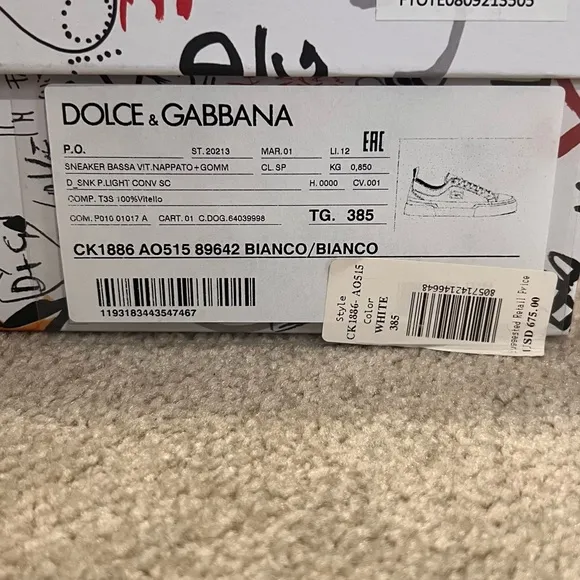 FTOTE0809213505
DOLCE & GABBANA
P.O. ST. 20213 MAR. 01 LI. 12 EAC
SNEAKER BASSA VIT.NAPPATO+GOMM CL. SP KG 0,650
D_SNK P.LIGHT CONV SC H. 0000 CV. 001
COMP. T3S 100%Vitello
COM. P010 01017 A CART. 01 C.DOG. 64039998 TG. 385
CK1886 AO515 89642 BIANCO/BIANCO
1193183443547467
Style
CK1886- AO515
Color
WHITE
385
8057142146648
Suggested Retail Price
USD 675.00